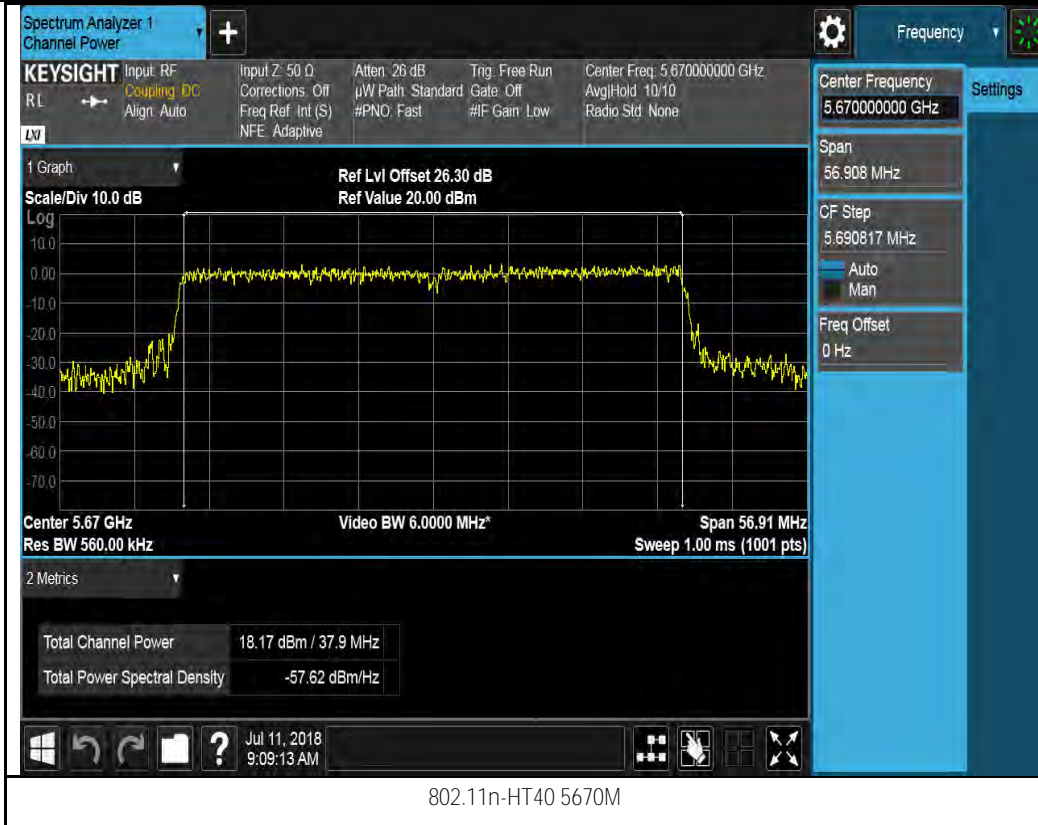 Spectrum Analyzer 1
Channel Power
+
Frequency
KEYSIGHT
RL
LXI
Input: RF
Coupling: DC
Align: Auto
Input Z: 50 Ω
Corrections: Off
Freq Ref: Int (S)
NFE: Adaptive
Atten: 26 dB
µW Path: Standard
#PNO: Fast
Trig: Free Run
Gate: Off
#IF Gain: Low
Center Freq: 5.670000000 GHz
Avg|Hold: 10/10
Radio Std: None
Center Frequency
5.670000000 GHz
Settings
Span
56.908 MHz
CF Step
5.690817 MHz
Auto
Man
Freq Offset
0 Hz
1 Graph
Scale/Div 10.0 dB
Ref Lvl Offset 26.30 dB
Ref Value 20.00 dBm
Log
10.0
0.00
-10.0
-20.0
-30.0
-40.0
-50.0
-60.0
-70.0
Center 5.67 GHz
Res BW 560.00 kHz
Video BW 6.0000 MHz*
Span 56.91 MHz
Sweep 1.00 ms (1001 pts)
2 Metrics
Total Channel Power 18.17 dBm / 37.9 MHz
Total Power Spectral Density -57.62 dBm/Hz
?
Jul 11, 2018
9:09:13 AM
802.11n-HT40 5670M